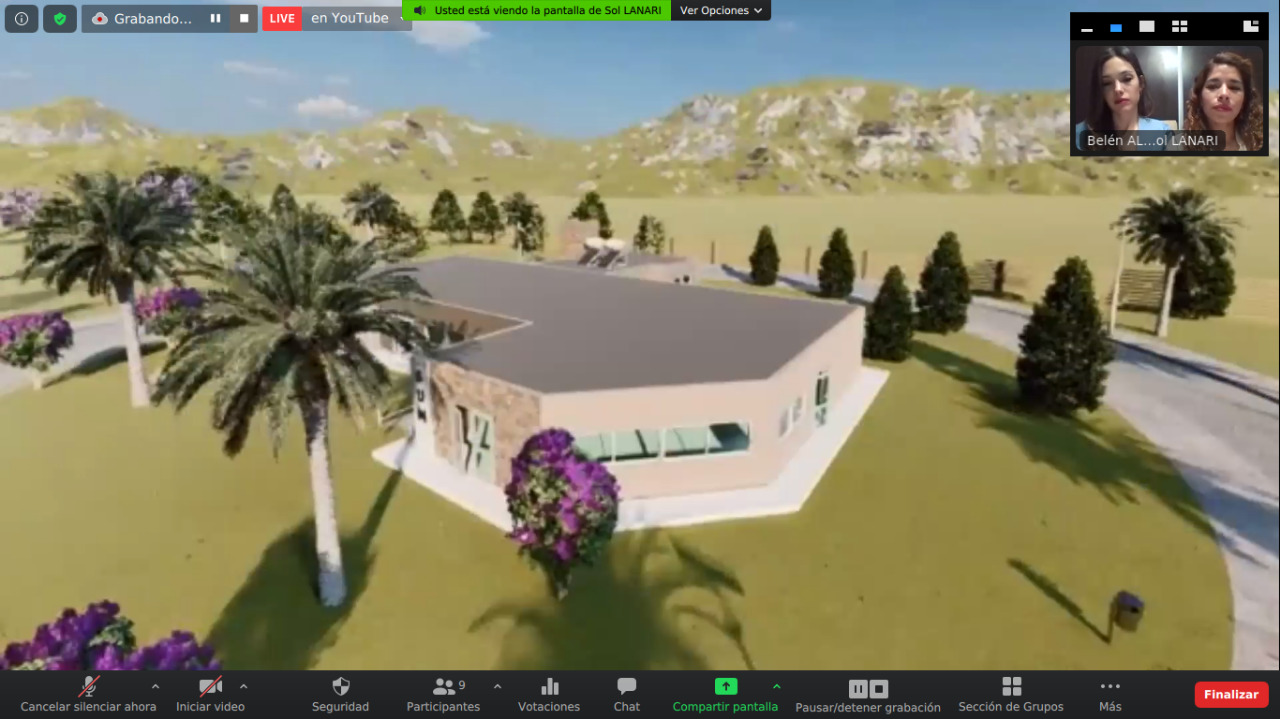 Grabando...
LIVE
en YouTube
Usted está viendo la pantalla de Sol LANARI
Ver Opciones
Belén AL...ol LANARI
Cancelar silenciar ahora
Iniciar video
Seguridad
9
Participantes
Votaciones
Chat
Compartir pantalla
Pausar/detener grabación
Sección de Grupos
Más
Finalizar